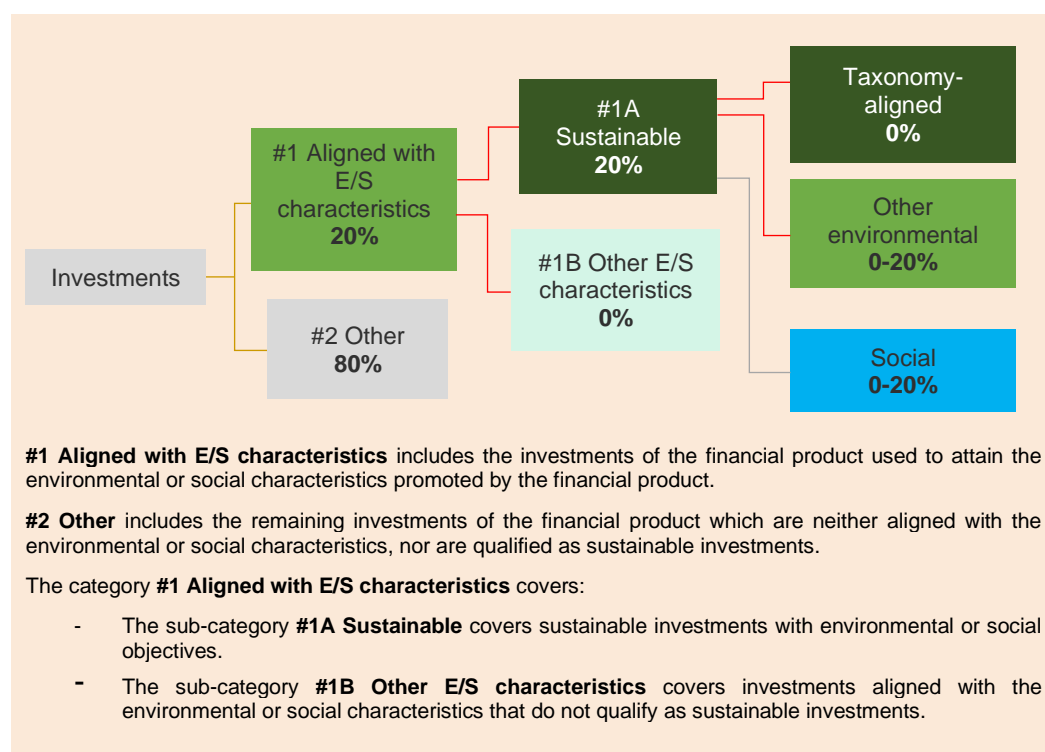 Investments
#1 Aligned with
E/S
characteristics
20%
#2 Other
80%
#1A
Sustainable
20%
#1B Other E/S
characteristics
0%
Taxonomy-
aligned
0%
Other
environmental
0-20%
Social
0-20%
#1 Aligned with E/S characteristics includes the investments of the financial product used to attain the
environmental or social characteristics promoted by the financial product.
#2 Other includes the remaining investments of the financial product which are neither aligned with the
environmental or social characteristics, nor are qualified as sustainable investments.
The category #1 Aligned with E/S characteristics covers:
- The sub-category #1A Sustainable covers sustainable investments with environmental or social
objectives.
- The sub-category #1B Other E/S characteristics covers investments aligned with the
environmental or social characteristics that do not qualify as sustainable investments.